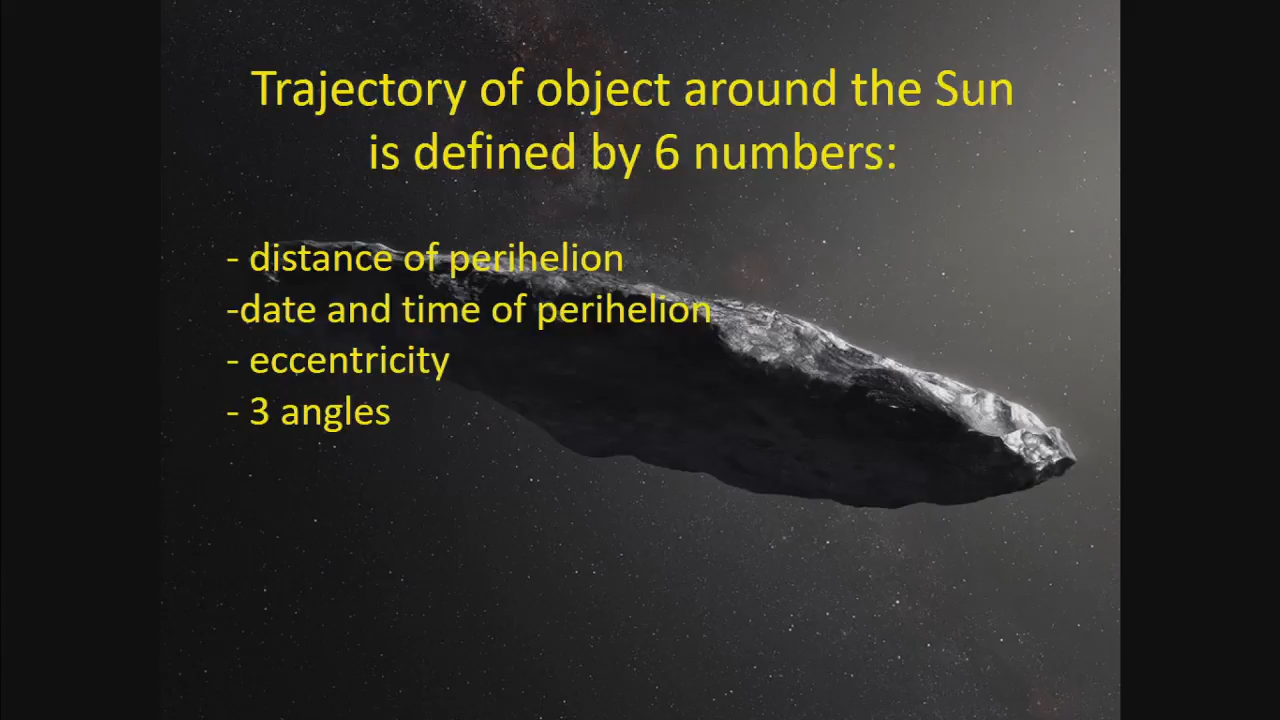 Trajectory of object around the Sun
is defined by 6 numbers:
- distance of perihelion
-date and time of perihelion
- eccentricity
- 3 angles